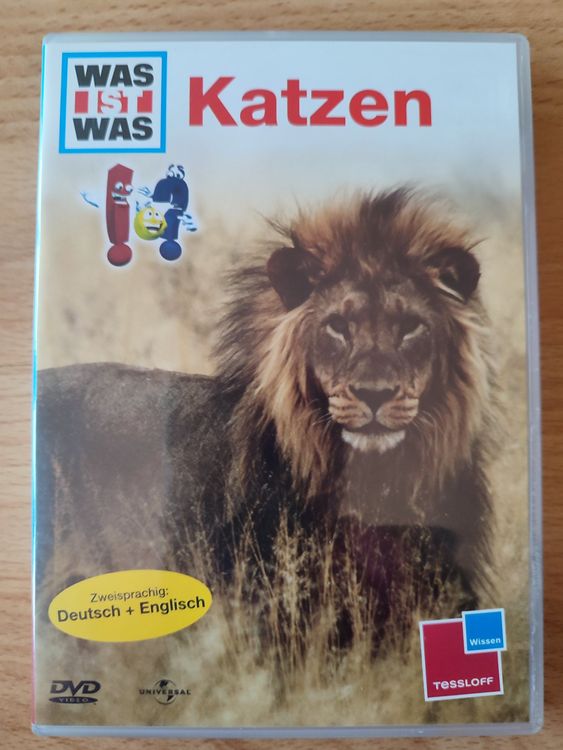 WAS
IST
WAS
Katzen
Zweisprachig:
Deutsch + Englisch
DVD
VIDEO
UNIVERSAL
Wissen
TESSLOFF